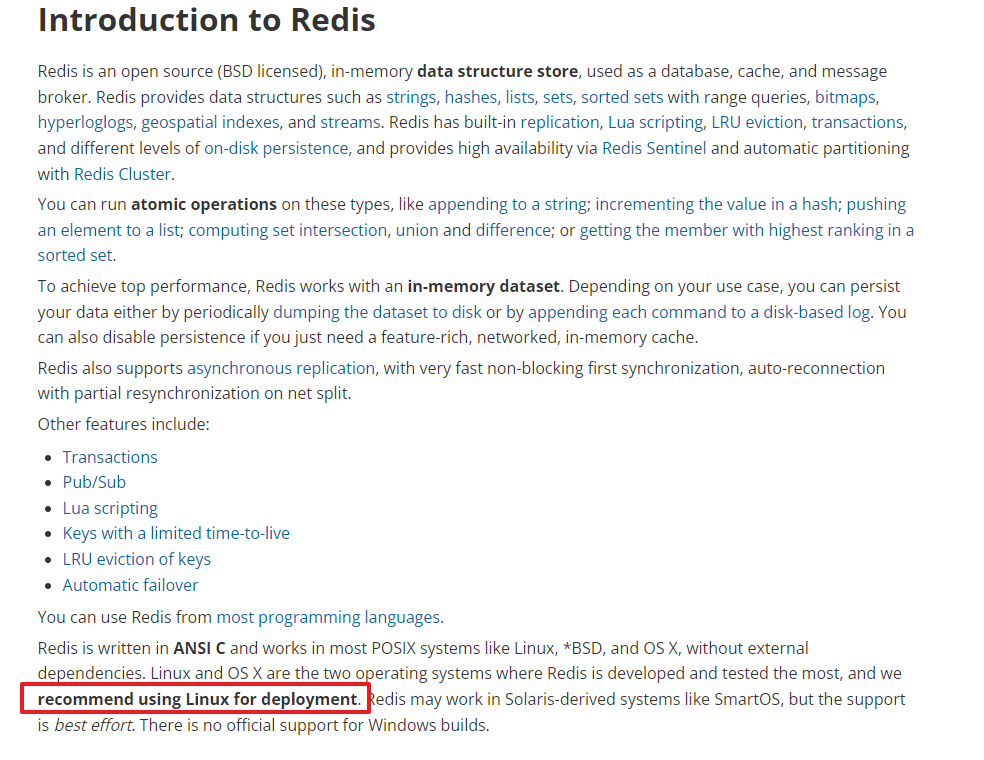 Introduction to Redis
Redis is an open source (BSD licensed), in-memory data structure store, used as a database, cache, and message
broker. Redis provides data structures such as strings, hashes, lists, sets, sorted sets with range queries, bitmaps,
hyperloglogs, geospatial indexes, and streams. Redis has built-in replication, Lua scripting, LRU eviction, transactions,
and different levels of on-disk persistence, and provides high availability via Redis Sentinel and automatic partitioning
with Redis Cluster.
You can run atomic operations on these types, like appending to a string; incrementing the value in a hash; pushing
an element to a list; computing set intersection, union and difference; or getting the member with highest ranking in a
sorted set.
To achieve top performance, Redis works with an in-memory dataset. Depending on your use case, you can persist
your data either by periodically dumping the dataset to disk or by appending each command to a disk-based log. You
can also disable persistence if you just need a feature-rich, networked, in-memory cache.
Redis also supports asynchronous replication, with very fast non-blocking first synchronization, auto-reconnection
with partial resynchronization on net split.
Other features include:
• Transactions
• Pub/Sub
• Lua scripting
• Keys with a limited time-to-live
• LRU eviction of keys
• Automatic failover
You can use Redis from most programming languages.
Redis is written in ANSI C and works in most POSIX systems like Linux, *BSD, and OS X, without external
dependencies. Linux and OS X are the two operating systems where Redis is developed and tested the most, and we
recommend using Linux for deployment. Redis may work in Solaris-derived systems like SmartOS, but the support
is best effort. There is no official support for Windows builds.